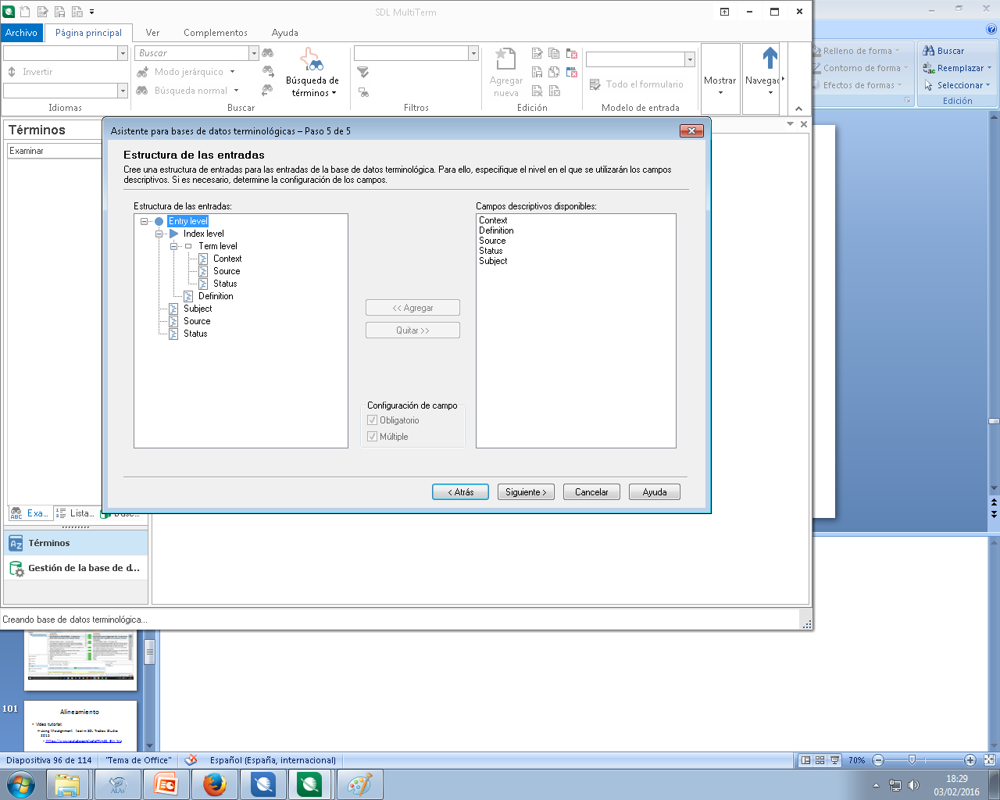 SDL MultiTerm
Archivo Página principal Ver Complementos Ayuda
Invertir
Idiomas
Buscar
Modo jerárquico
Búsqueda normal
Búsqueda de términos
Buscar
Filtros
Agregar nueva
Edición
Todo el formulario
Modelo de entrada
Mostrar
Navegac
Relleno de forma
Contorno de forma
Efectos de formas
Buscar
Reemplazar
Seleccionar
Edición
Términos
Examinar
Asistente para bases de datos terminológicas – Paso 5 de 5
Estructura de las entradas
Cree una estructura de entradas para las entradas de la base de datos terminológica. Para ello, especifique el nivel en el que se utilizarán los campos
descriptivos. Si es necesario, determine la configuración de los campos.
Estructura de las entradas:
Entry level
Index level
Term level
Context
Source
Status
Definition
Subject
Source
Status
<< Agregar
Quitar >>
Configuración de campo
Obligatorio
Múltiple
Campos descriptivos disponibles:
Context
Definition
Source
Status
Subject
< Atrás Siguiente > Cancelar Ayuda
Exa... Lista...
Términos
Gestión de la base de d...
Creando base de datos terminológica...
101
Alineamiento
Video tutorial:
Diapositiva 96 de 114 "Tema de Office" Español (España, internacional) 70%
18:29
03/02/2016